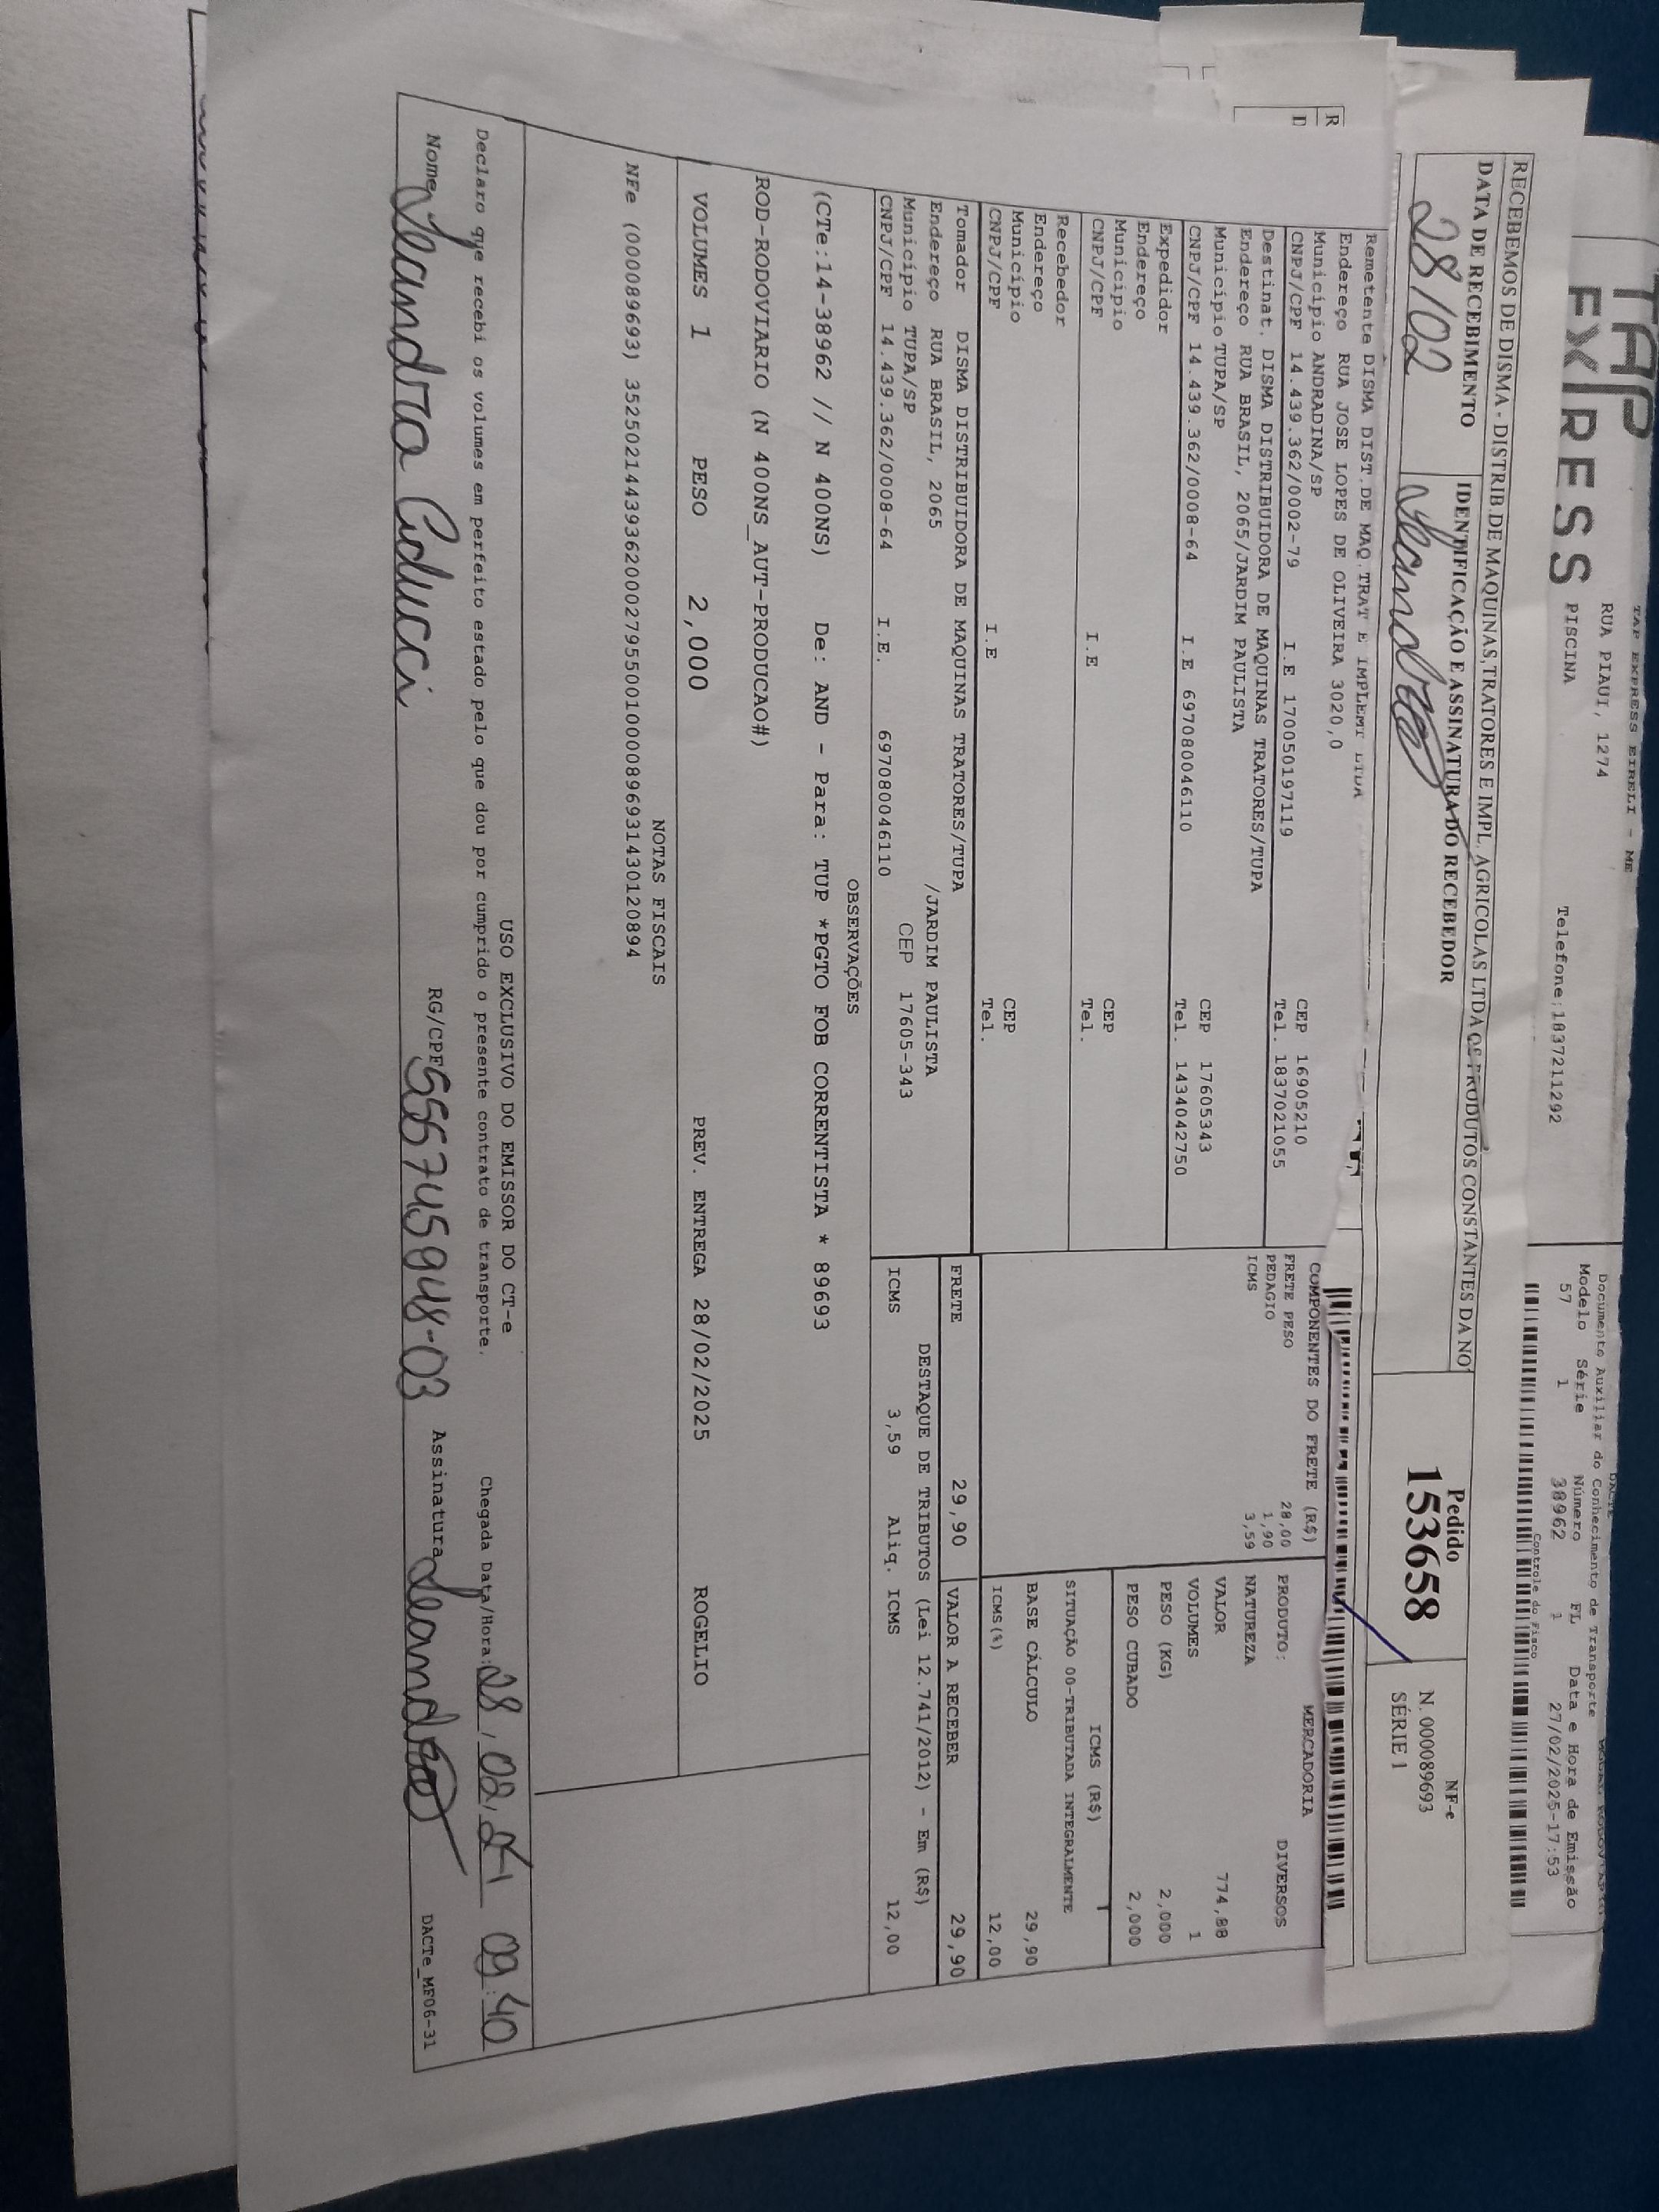 TAP
EXPRESS
TAP EXPRESS EIRELI - ME
RUA PIAUI, 1274
PISCINA
Telefone:1837211292
DACTE
Documento Auxiliar do Conhecimento de Transporte
Modelo Série Número FL Data e Hora de Emissão
57 1 38962 1 27/02/2025-17:53
Controle do Fisco
RECEBEMOS DE DISMA - DISTRIB.DE MAQUINAS,TRATORES E IMPL. AGRICOLAS LTDA OS PRODUTOS CONSTANTES DA NO
DATA DE RECEBIMENTO
28/02
IDENTIFICAÇÃO E ASSINATURA DO RECEBEDOR
Leandro
Pedido
153658
NF-e
N. 000089693
SÉRIE 1
R
D
Remetente DISMA DIST.DE MAQ.TRAT E IMPLEMT LTDA
Endereço RUA JOSE LOPES DE OLIVEIRA 3020,0
Município ANDRADINA/SP CEP 16905210
CNPJ/CPF 14.439.362/0002-79 I.E 170050197119 Tel. 1837021055
Destinat. DISMA DISTRIBUIDORA DE MAQUINAS TRATORES/TUPA
Endereço RUA BRASIL, 2065/JARDIM PAULISTA
Município TUPA/SP CEP 17605343
CNPJ/CPF 14.439.362/0008-64 I.E 697080046110 Tel. 1434042750
Expedidor
Endereço
Município CEP
CNPJ/CPF I.E Tel.
Recebedor
Endereço
Município CEP
CNPJ/CPF I.E Tel.
Tomador DISMA DISTRIBUIDORA DE MAQUINAS TRATORES/TUPA
Endereço RUA BRASIL, 2065 /JARDIM PAULISTA
Município TUPA/SP CEP 17605-343
CNPJ/CPF 14.439.362/0008-64 I.E. 697080046110
COMPONENTES DO FRETE (R$)
FRETE PESO 28,00
PEDAGIO 1,90
ICMS 3,59
MERCADORIA
PRODUTO: DIVERSOS
NATUREZA
VALOR 774,88
VOLUMES 1
PESO (KG) 2,000
PESO CUBADO 2,000
ICMS (R$)
SITUAÇÃO 00-TRIBUTADA INTEGRALMENTE
BASE CÁLCULO 29,90
ICMS(%) 12,00
FRETE 29,90 VALOR A RECEBER 29,90
DESTAQUE DE TRIBUTOS (Lei 12.741/2012) - Em (R$)
ICMS 3,59 Aliq. ICMS 12,00
OBSERVAÇÕES
(CTe:14-38962 // N 400NS) De: AND - Para: TUP *PGTO FOB CORRENTISTA * 89693
ROD-RODOVIARIO (N 400NS_AUT-PRODUCAO#)
VOLUMES 1 PESO 2,000 PREV. ENTREGA 28/02/2025 ROGELIO
NOTAS FISCAIS
NFe (000089693) 35250214439362000279550010000896931430120894
USO EXCLUSIVO DO EMISSOR DO CT-e
Declaro que recebi os volumes em perfeito estado pelo que dou por cumprido o presente contrato de transporte. Chegada Data/Hora: 28, 02, 09:40
Nome Leandro RG/CPF 555745948-03 Assinatura Leandro
DACTe_MF06-31